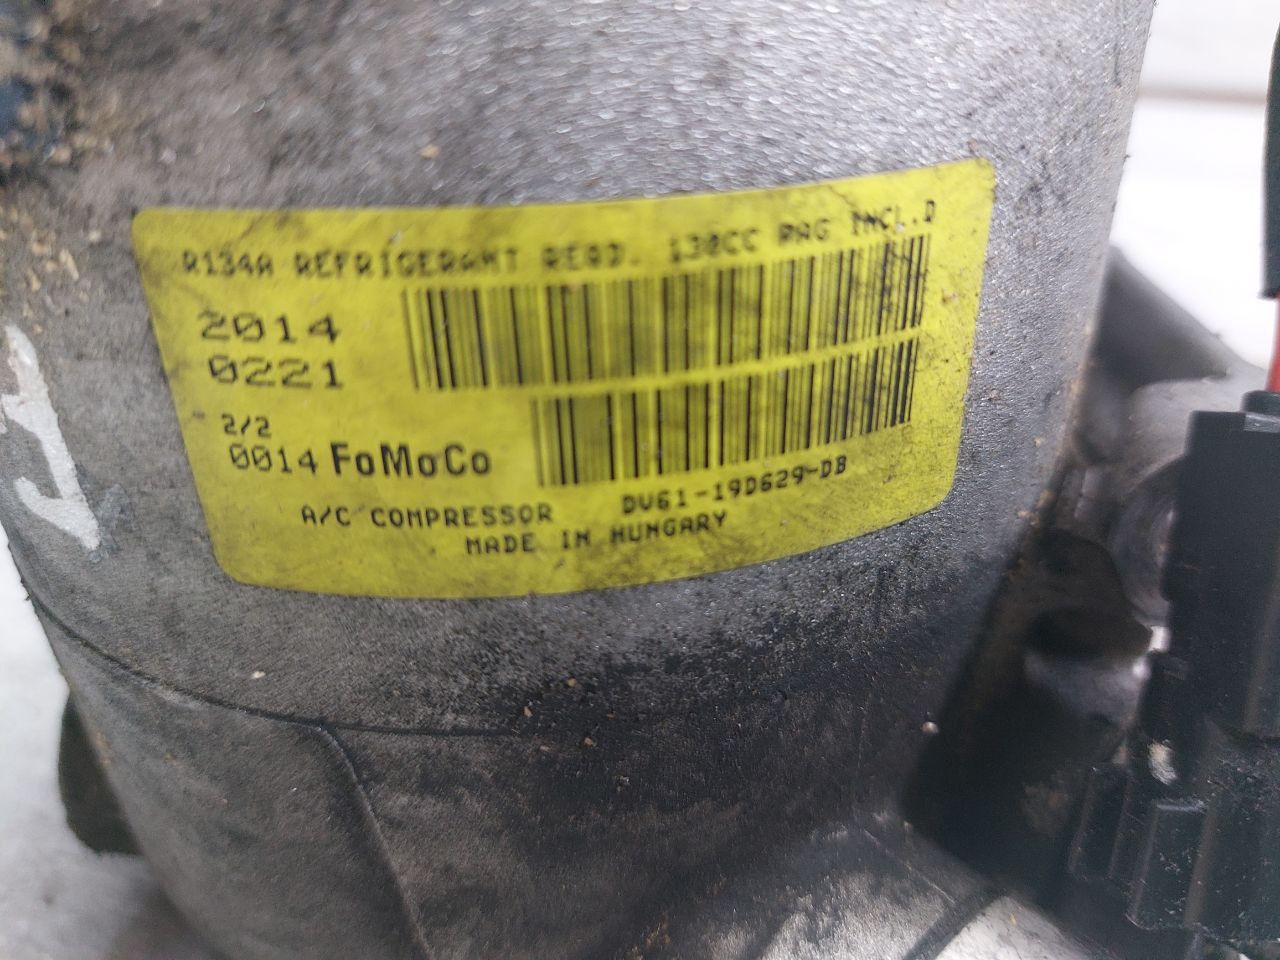 R134A REFRIGERANT REQD. 130CC PAG INCL.D
2014
0221
2/2
0014 FoMoCo
A/C COMPRESSOR DV61-19D629-DB
MADE IN HUNGARY